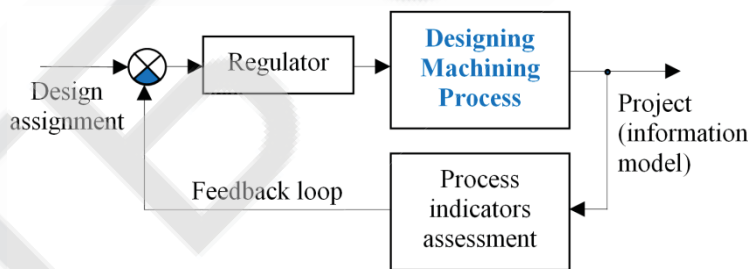 Design
assignment
Regulator
Designing
Machining
Process
Project
(information
model)
Feedback loop
Process
indicators
assessment